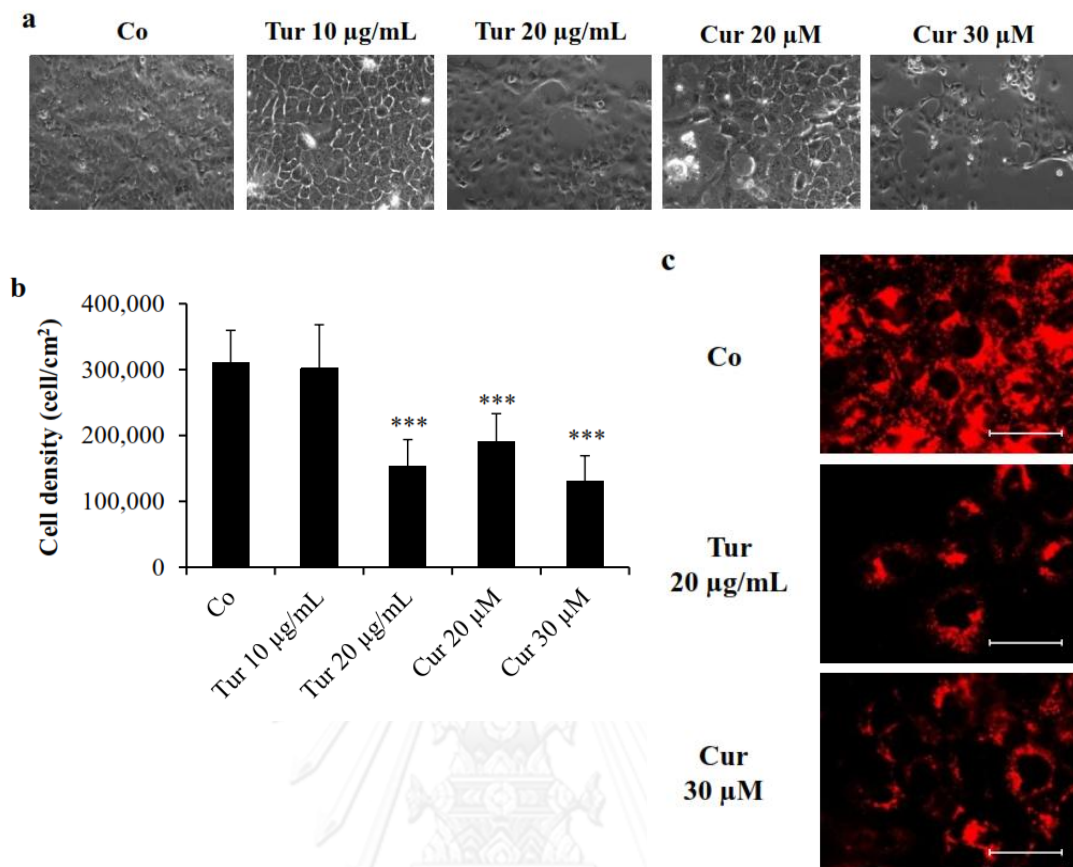 a
Co
Tur 10 µg/mL
Tur 20 µg/mL
Cur 20 µM
Cur 30 µM
b
Cell density (cell/cm²)
400,000
300,000
200,000
100,000
0
***
***
***
Co
Tur 10 µg/mL
Tur 20 µg/mL
Cur 20 µM
Cur 30 µM
c
Co
Tur
20 µg/mL
Cur
30 µM